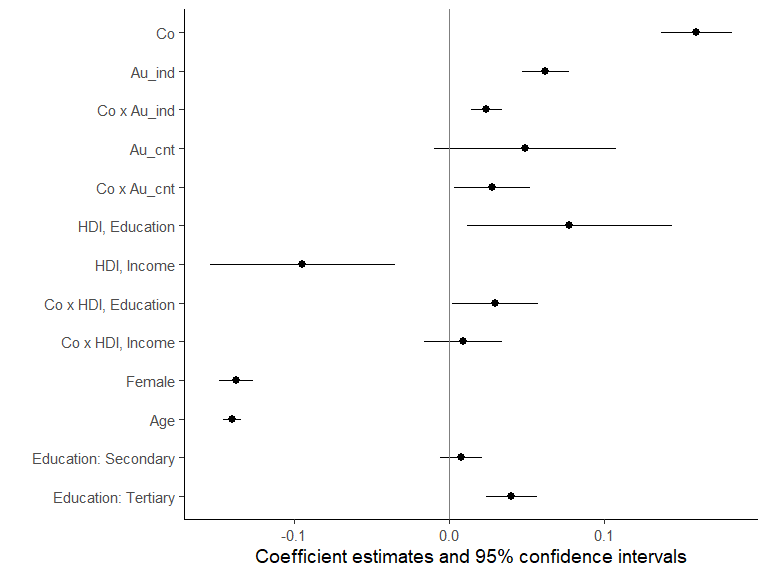 Co
Au_ind
Co x Au_ind
Au_cnt
Co x Au_cnt
HDI, Education
HDI, Income
Co x HDI, Education
Co x HDI, Income
Female
Age
Education: Secondary
Education: Tertiary
-0.1 0.0 0.1
Coefficient estimates and 95% confidence intervals